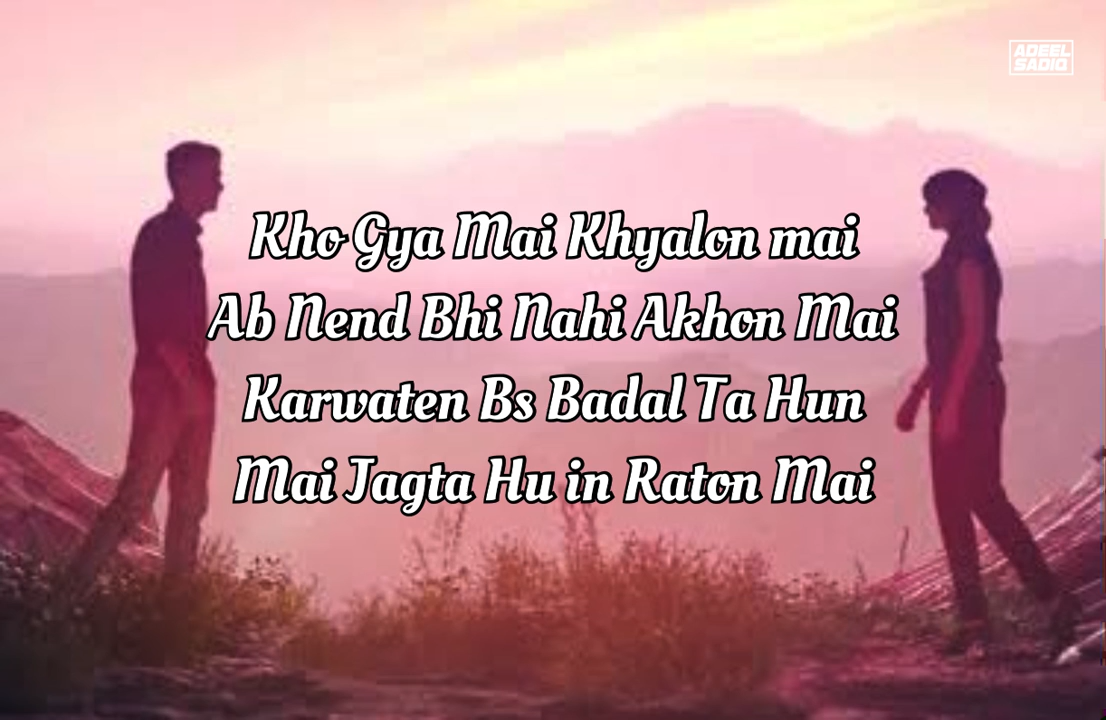 ADEEL
SADIQ
Kho Gya Mai Khyalon mai
Ab Nend Bhi Nahi Akhon Mai
Karwaten Bs Badal Ta Hun
Mai Jagta Hu in Raton Mai